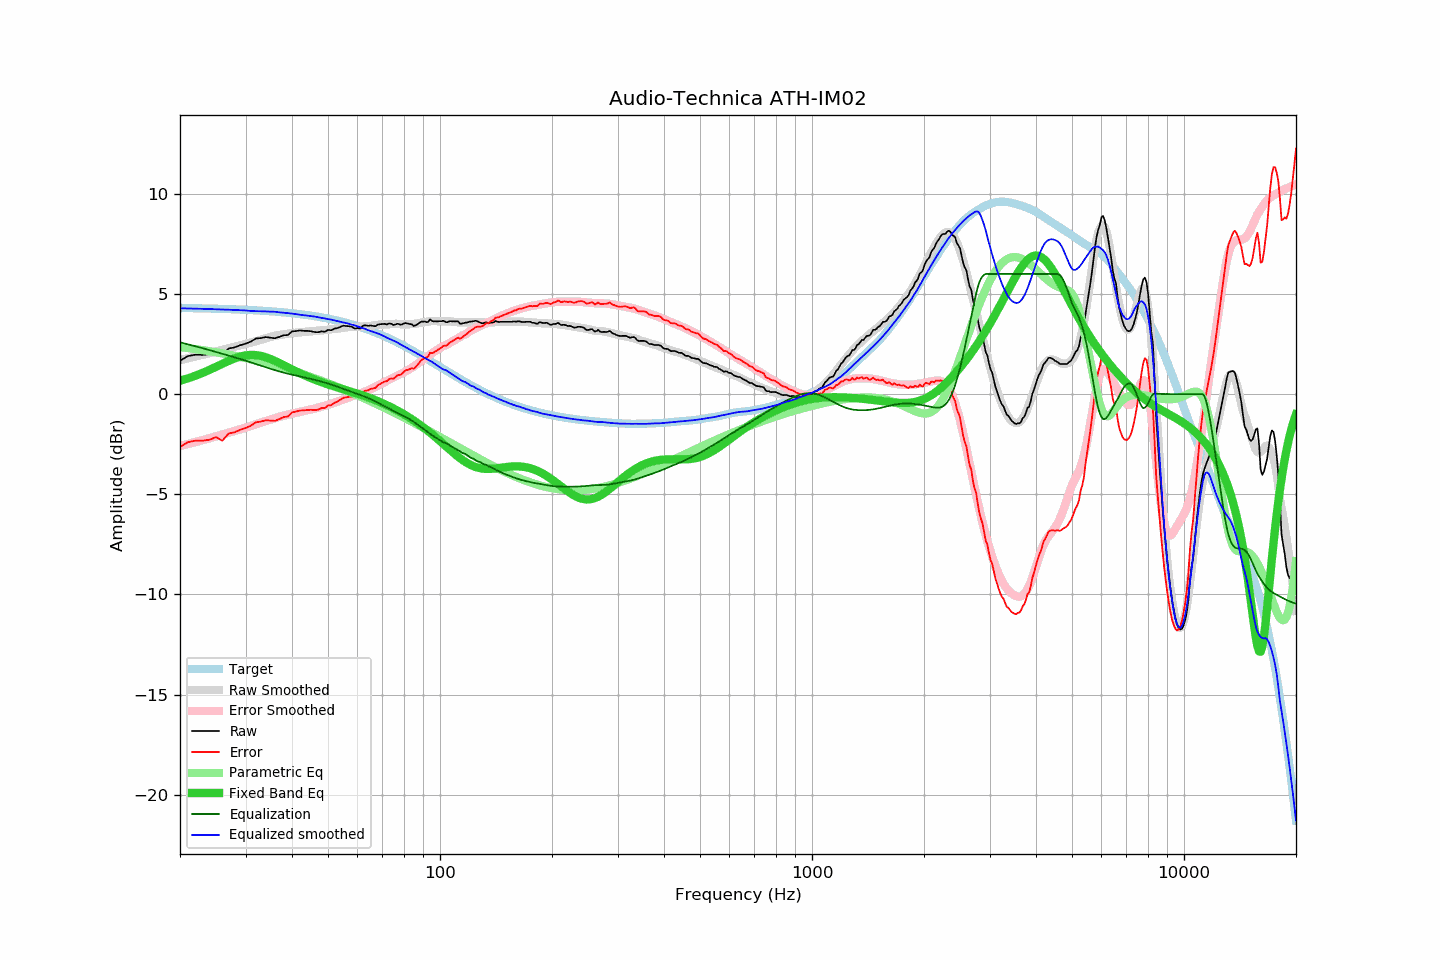 Audio-Technica ATH-IM02
Amplitude (dBr)
10
5
0
−5
−10
−15
−20
Target
Raw Smoothed
Error Smoothed
Raw
Error
Parametric Eq
Fixed Band Eq
Equalization
Equalized smoothed
100
1000
10000
Frequency (Hz)